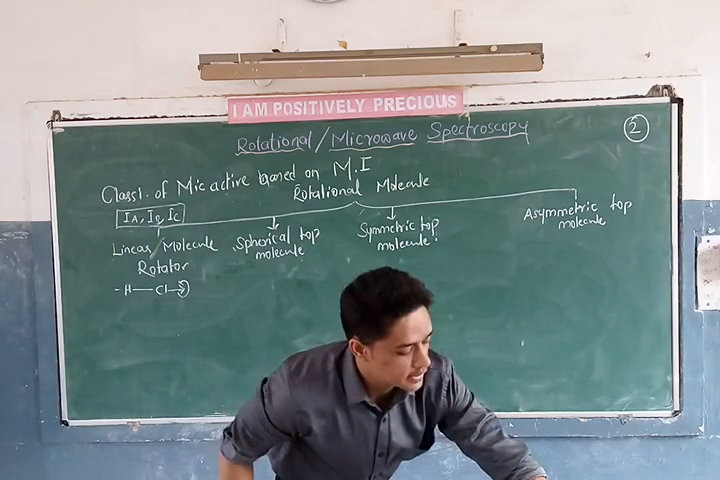 I AM POSITIVELY PRECIOUS
Rotational/Microwave Spectroscopy
2
Classi. of Mic active based on M.I
Rotational Molecule
IA, IB, IC
Linear/Molecule
Rotator
- H — Cl →
Spherical top
molecule
Symmetric top
molecule.
Asymmetric top
molecule